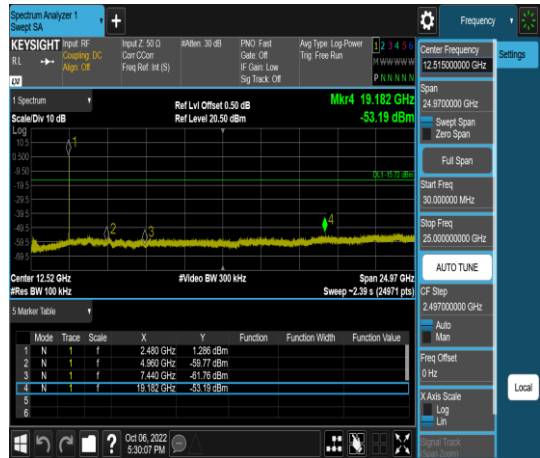 Spectrum Analyzer 1
Swept SA
+
Frequency
KEYSIGHT
Input: RF
Coupling: DC
Align: Off
Input Z: 50 Ω
Corr CCorr
Freq Ref: Int (S)
#Atten: 30 dB
PNO: Fast
Gate: Off
IF Gain: Low
Sig Track: Off
Avg Type: Log-Power
Trig: Free Run
1 2 3 4 5 6
M W W W W W
P N N N N N
RL
LXI
1 Spectrum
Scale/Div 10 dB
Ref Lvl Offset 0.50 dB
Ref Level 20.50 dBm
Mkr4 19.182 GHz
-53.19 dBm
Log
10.5
0.500
-9.50
-19.5
-29.5
-39.5
-49.5
-59.5
-69.5
1
2
3
4
DL1 -15.72 dBm
Center 12.52 GHz
#Video BW 300 kHz
Span 24.97 GHz
#Res BW 100 kHz
Sweep ~2.39 s (24971 pts)
5 Marker Table
Mode Trace Scale X Y Function Function Width Function Value
1 N 1 f 2.480 GHz 1.286 dBm
2 N 1 f 4.960 GHz -59.77 dBm
3 N 1 f 7.440 GHz -61.76 dBm
4 N 1 f 19.182 GHz -53.19 dBm
5
6
Oct 06, 2022
5:30:07 PM
?
Center Frequency
12.515000000 GHz
Settings
Span
24.9700000 GHz
Swept Span
Zero Span
Full Span
Start Freq
30.000000 MHz
Stop Freq
25.000000000 GHz
AUTO TUNE
CF Step
2.497000000 GHz
Auto
Man
Freq Offset
0 Hz
X Axis Scale
Log
Lin
Local
Signal Track
(Span Zoom)